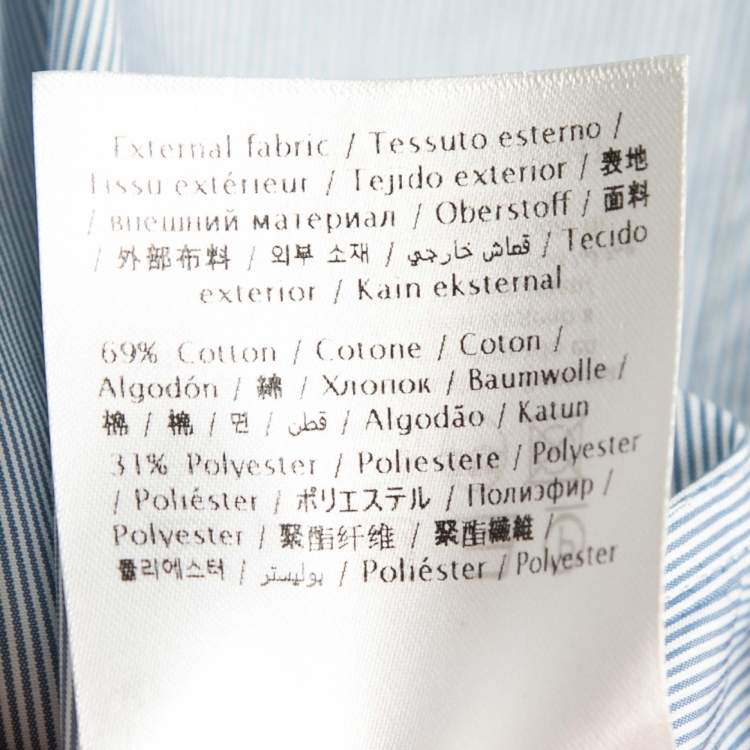 External fabric / Tessuto esterno /
Tissu extérieur / Tejido exterior / 表地
/ внешний материал / Oberstoff / 面料
/ 外部布料 / 외부 소재 / قماش خارجي / Tecido
exterior / Kain eksternal
69% Cotton / Cotone / Coton /
Algodón / 綿 / Хлопок / Baumwolle /
棉 / 棉 / 면 / قطن / Algodão / Katun
31% Polyester / Poliestere / Polyester
/ Poliéster / ポリエステル / Полиэфир /
Polyester / 聚酯纤维 / 聚酯纖維 /
폴리에스터 / بوليستر / Poliéster / Polyester